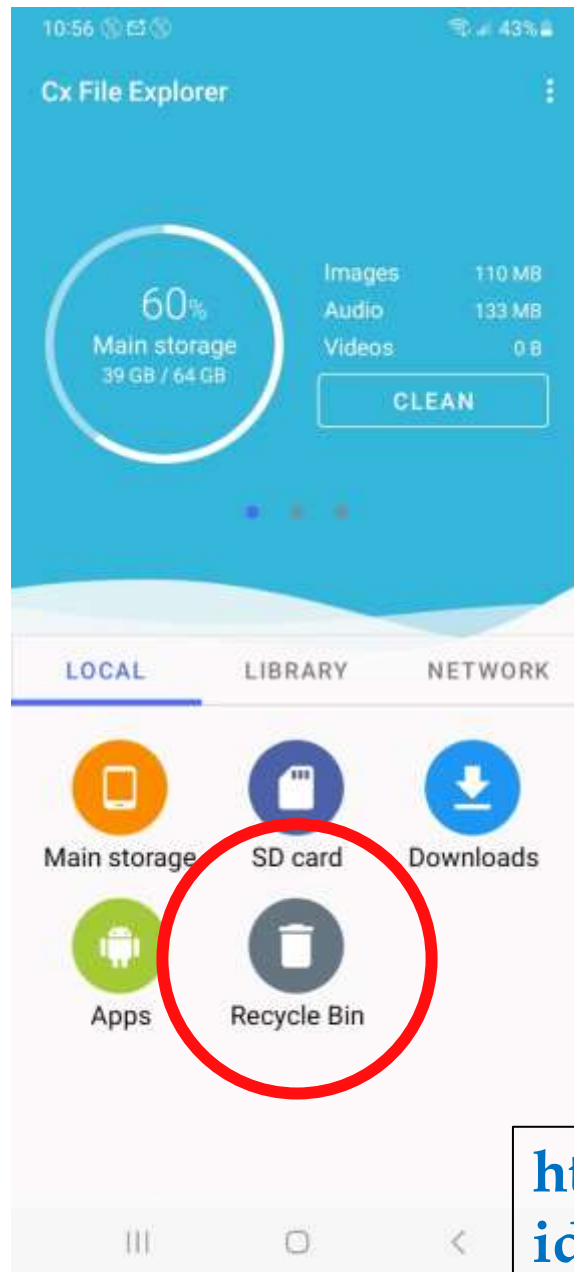 10:56
43%
Cx File Explorer
60%
Main storage
39 GB / 64 GB
Images 110 MB
Audio 133 MB
Videos 0 B
CLEAN
LOCAL LIBRARY NETWORK
Main storage SD card Downloads
Apps Recycle Bin